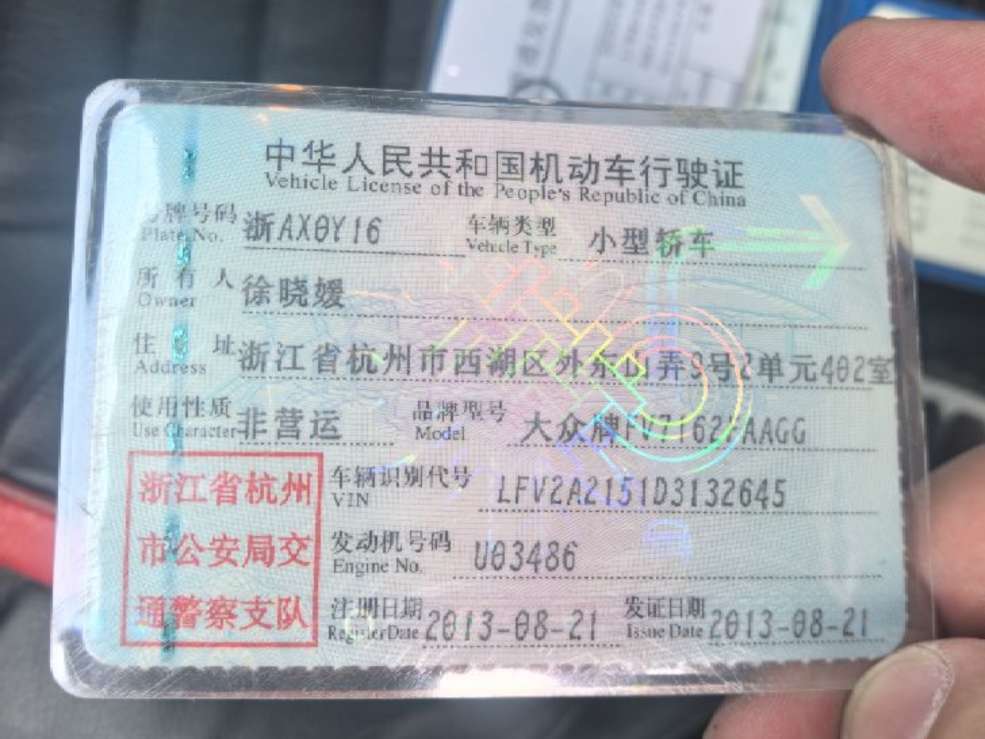 中华人民共和国机动车行驶证
Vehicle License of the People's Republic of China
号牌号码 Plate No. 浙AX0Y16 车辆类型 Vehicle Type 小型轿车
所有人 Owner 徐晓媛
住址 Address 浙江省杭州市西湖区外东山弄9号2单元402室
使用性质 Use Character 非营运 品牌型号 Model 大众牌
浙江省杭州 车辆识别代号 VIN LFV2A2151D3132645
市公安局交 发动机号码 Engine No. U03486
通警察支队 注册日期 Register Date 2013-08-21 发证日期 Issue Date 2013-08-21